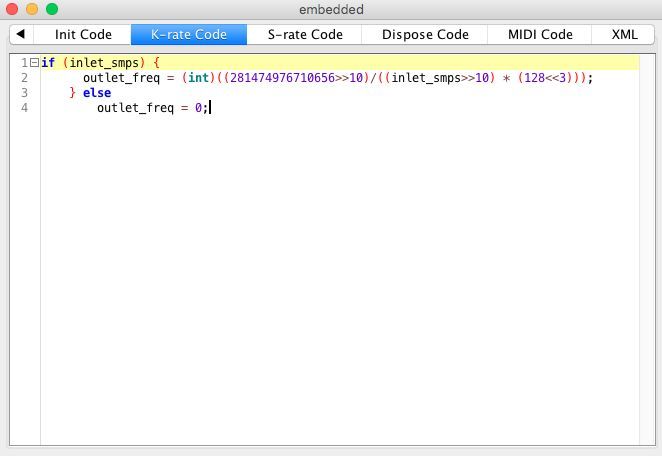 embedded
◀ Init Code K-rate Code S-rate Code Dispose Code MIDI Code XML
1 if (inlet_smps) {
2 outlet_freq = (int)((281474976710656>>10)/((inlet_smps>>10) * (128<<3)));
3 } else
4 outlet_freq = 0;